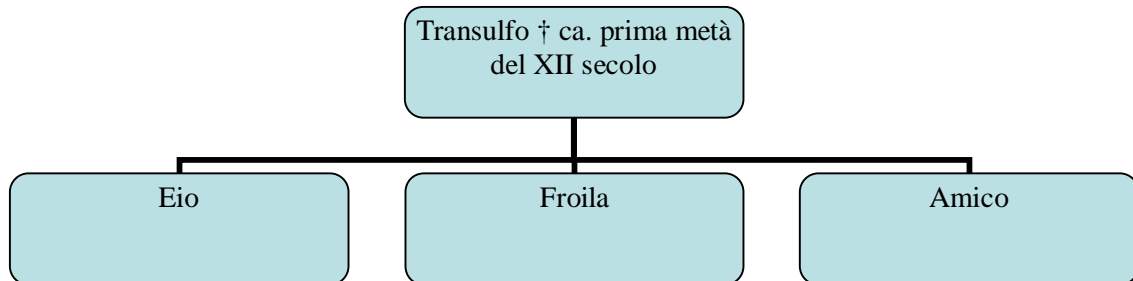 Transulfo † ca. prima metà
del XII secolo
Eio
Froila
Amico